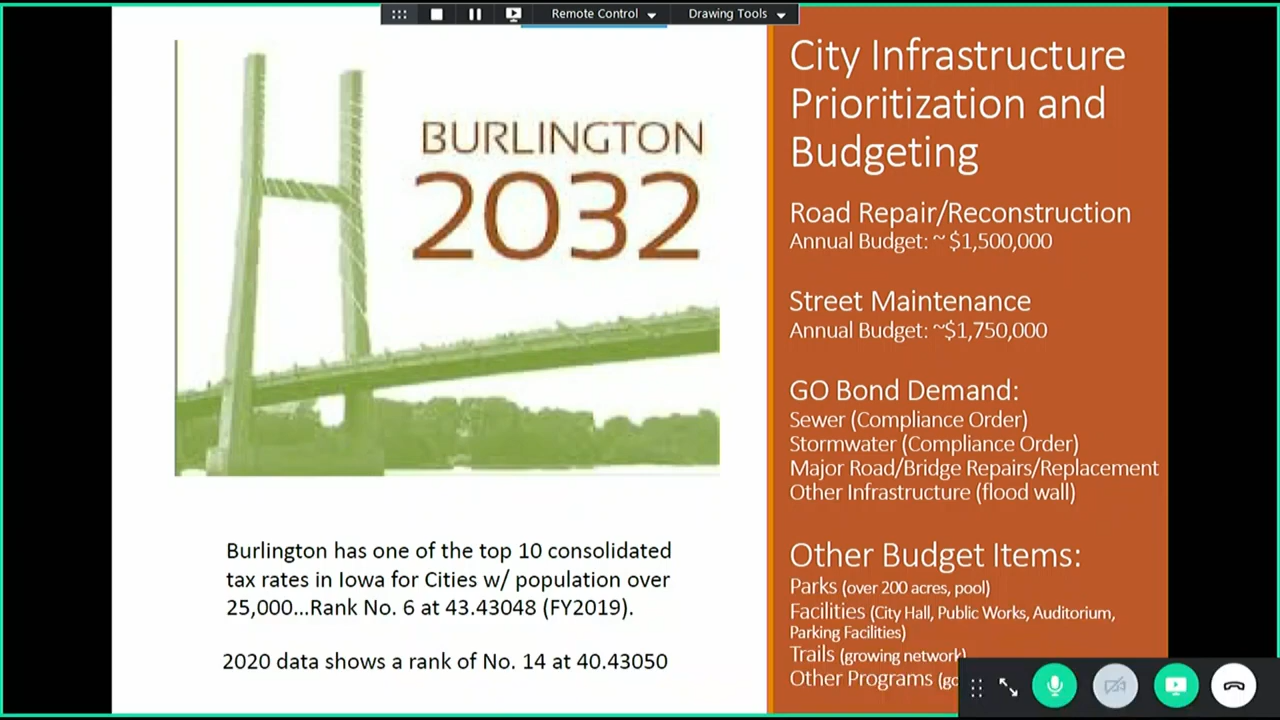 Remote Control
Drawing Tools
BURLINGTON
2032
Burlington has one of the top 10 consolidated
tax rates in Iowa for Cities w/ population over
25,000...Rank No. 6 at 43.43048 (FY2019).
2020 data shows a rank of No. 14 at 40.43050
City Infrastructure
Prioritization and
Budgeting
Road Repair/Reconstruction
Annual Budget: ~ $1,500,000
Street Maintenance
Annual Budget: ~$1,750,000
GO Bond Demand:
Sewer (Compliance Order)
Stormwater (Compliance Order)
Major Road/Bridge Repairs/Replacement
Other Infrastructure (flood wall)
Other Budget Items:
Parks (over 200 acres, pool)
Facilities (City Hall, Public Works, Auditorium,
Parking Facilities)
Trails (growing network)
Other Programs